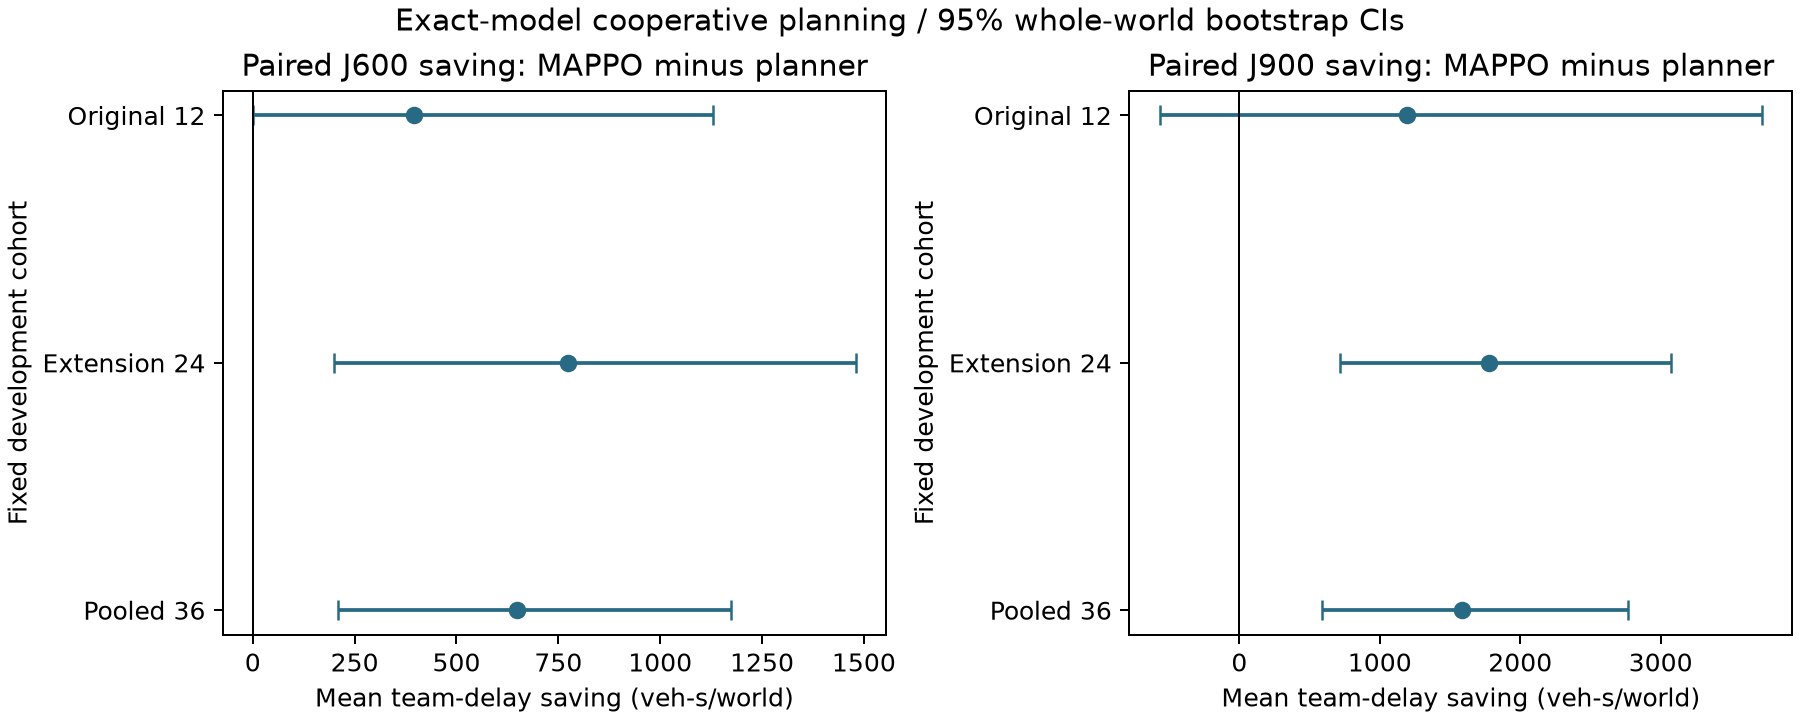 Exact-model cooperative planning / 95% whole-world bootstrap CIs
Paired J600 saving: MAPPO minus planner
Fixed development cohort
Original 12
Extension 24
Pooled 36
0 250 500 750 1000 1250 1500
Mean team-delay saving (veh-s/world)
Paired J900 saving: MAPPO minus planner
Fixed development cohort
Original 12
Extension 24
Pooled 36
0 1000 2000 3000
Mean team-delay saving (veh-s/world)